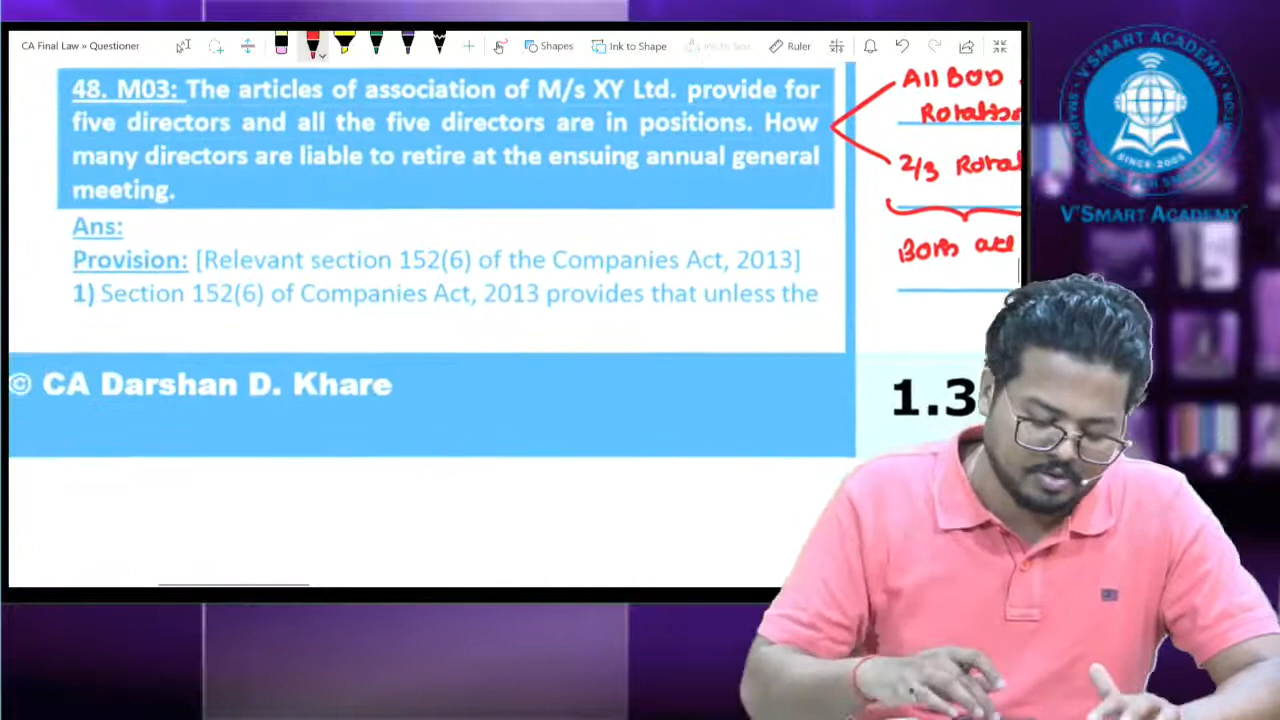 CA Final Law » Questioner
Shapes
Ink to Shape
Ruler
48. M03: The articles of association of M/s XY Ltd. provide for
five directors and all the five directors are in positions. How
many directors are liable to retire at the ensuing annual general
meeting.
Ans:
Provision: [Relevant section 152(6) of the Companies Act, 2013]
1) Section 152(6) of Companies Act, 2013 provides that unless the
© CA Darshan D. Khare
1.3
All BOD
2/3
V'SMART ACADEMY
SINCE-2005
V'SMART ACADEMY